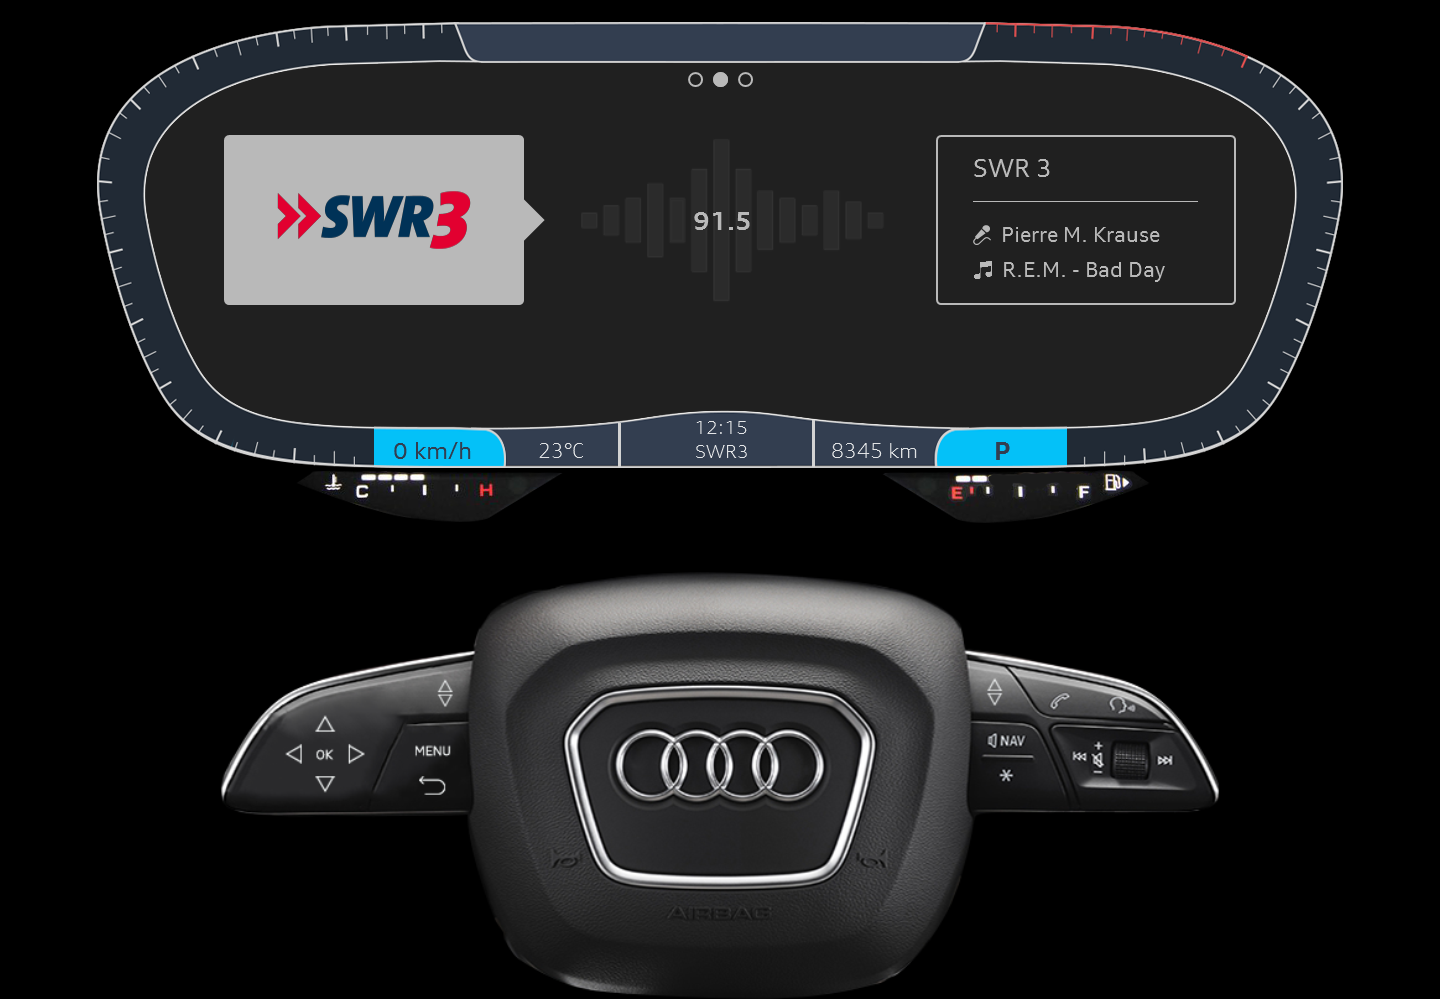 SWR3
91.5
SWR 3
Pierre M. Krause
R.E.M. - Bad Day
0 km/h
23°C
12:15
SWR3
8345 km
P
C
H
E
F
OK
MENU
NAV
+
−
AIRBAG